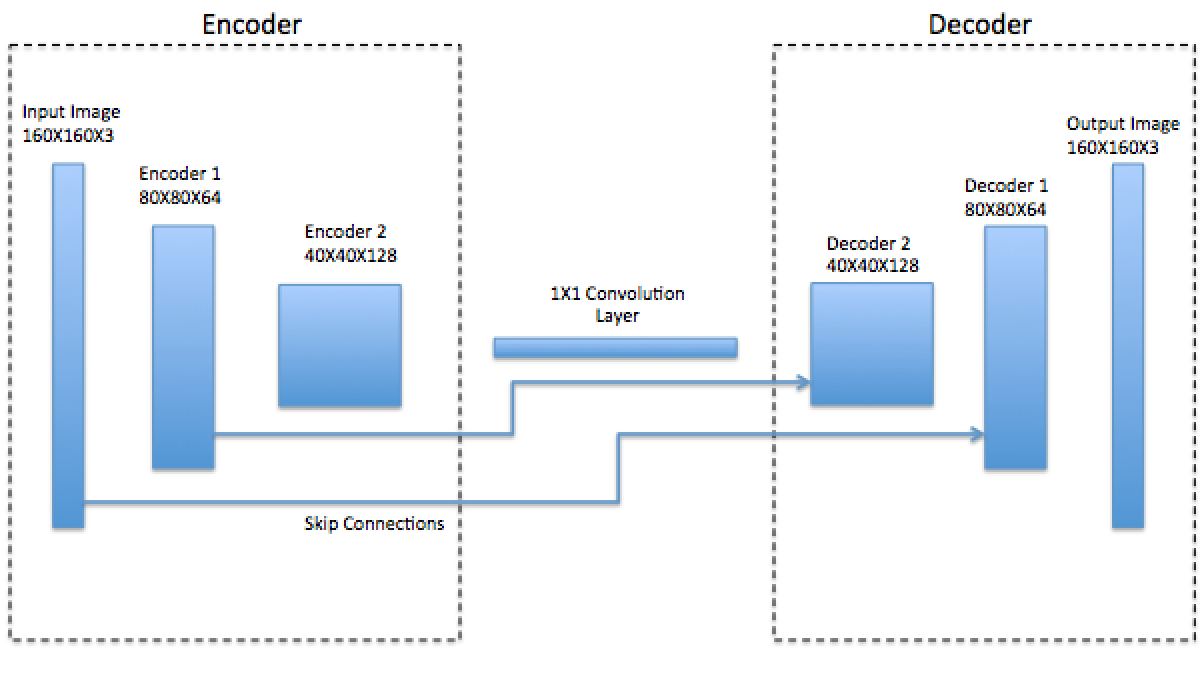 Encoder
Decoder
Input Image
160X160X3
Encoder 1
80X80X64
Encoder 2
40X40X128
1X1 Convolution
Layer
Decoder 2
40X40X128
Decoder 1
80X80X64
Output Image
160X160X3
Skip Connections